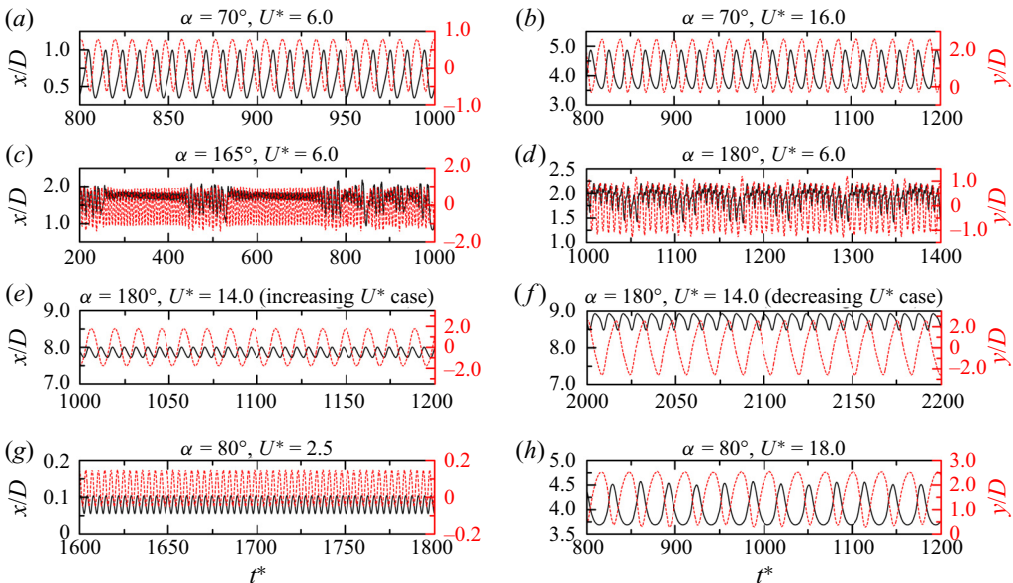 (a) α = 70°, U* = 6.0
(b) α = 70°, U* = 16.0
x/D
1.0
0.5
1.0
0
−1.0
800 850 900 950 1000
5.0
4.0
3.0
2.0
0
y/D
800 900 1000 1100 1200
(c) α = 165°, U* = 6.0
(d) α = 180°, U* = 6.0
x/D
2.0
1.0
2.0
0
−2.0
200 400 600 800 1000
2.5
2.0
1.5
1.0
1.0
0
−1.0
y/D
1000 1100 1200 1300 1400
(e) α = 180°, U* = 14.0 (increasing U* case)
(f) α = 180°, U* = 14.0 (decreasing U* case)
x/D
9.0
8.0
7.0
2.0
0
−2.0
1000 1050 1100 1150 1200
9.0
8.0
7.0
2.0
0
−2.0
y/D
2000 2050 2100 2150 2200
(g) α = 80°, U* = 2.5
(h) α = 80°, U* = 18.0
x/D
0.2
0.1
0
0.2
0
−0.2
1600 1650 1700 1750 1800
t*
5.0
4.5
4.0
3.5
3.0
2.0
1.0
0
y/D
800 900 1000 1100 1200
t*